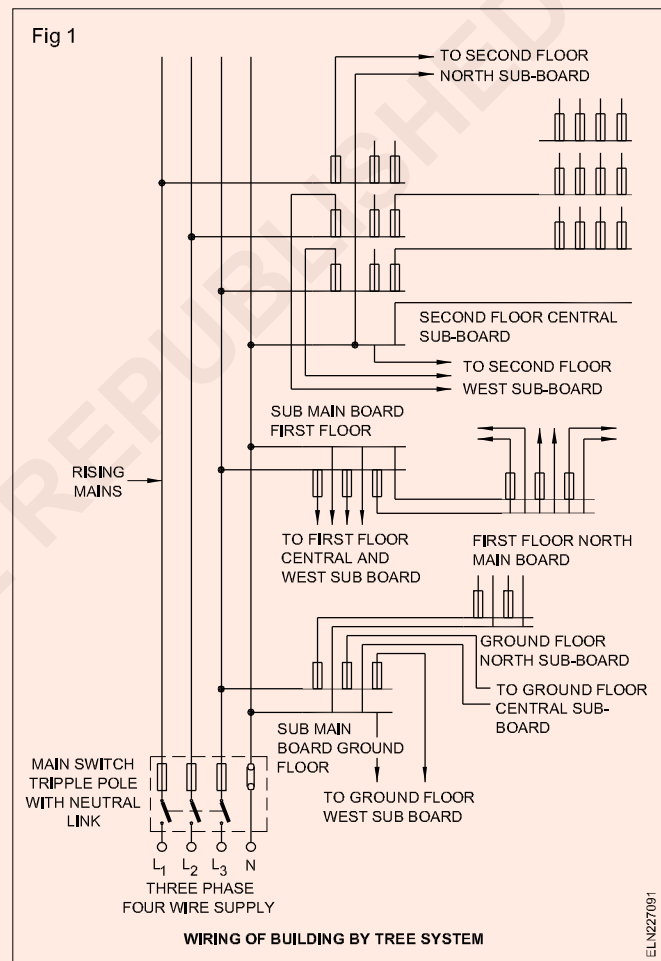 Fig 1
TO SECOND FLOOR
NORTH SUB-BOARD
SECOND FLOOR CENTRAL
SUB-BOARD
TO SECOND FLOOR
WEST SUB-BOARD
SUB MAIN BOARD
FIRST FLOOR
RISING
MAINS
TO FIRST FLOOR
CENTRAL AND
WEST SUB BOARD
FIRST FLOOR NORTH
MAIN BOARD
GROUND FLOOR
NORTH SUB-BOARD
TO GROUND FLOOR
CENTRAL SUB-
BOARD
SUB MAIN
BOARD GROUND
FLOOR
MAIN SWITCH
TRIPPLE POLE
WITH NEUTRAL
LINK
TO GROUND FLOOR
WEST SUB BOARD
L1 L2 L3 N
THREE PHASE
FOUR WIRE SUPPLY
WIRING OF BUILDING BY TREE SYSTEM
ELN227091
E REPUBLISHED